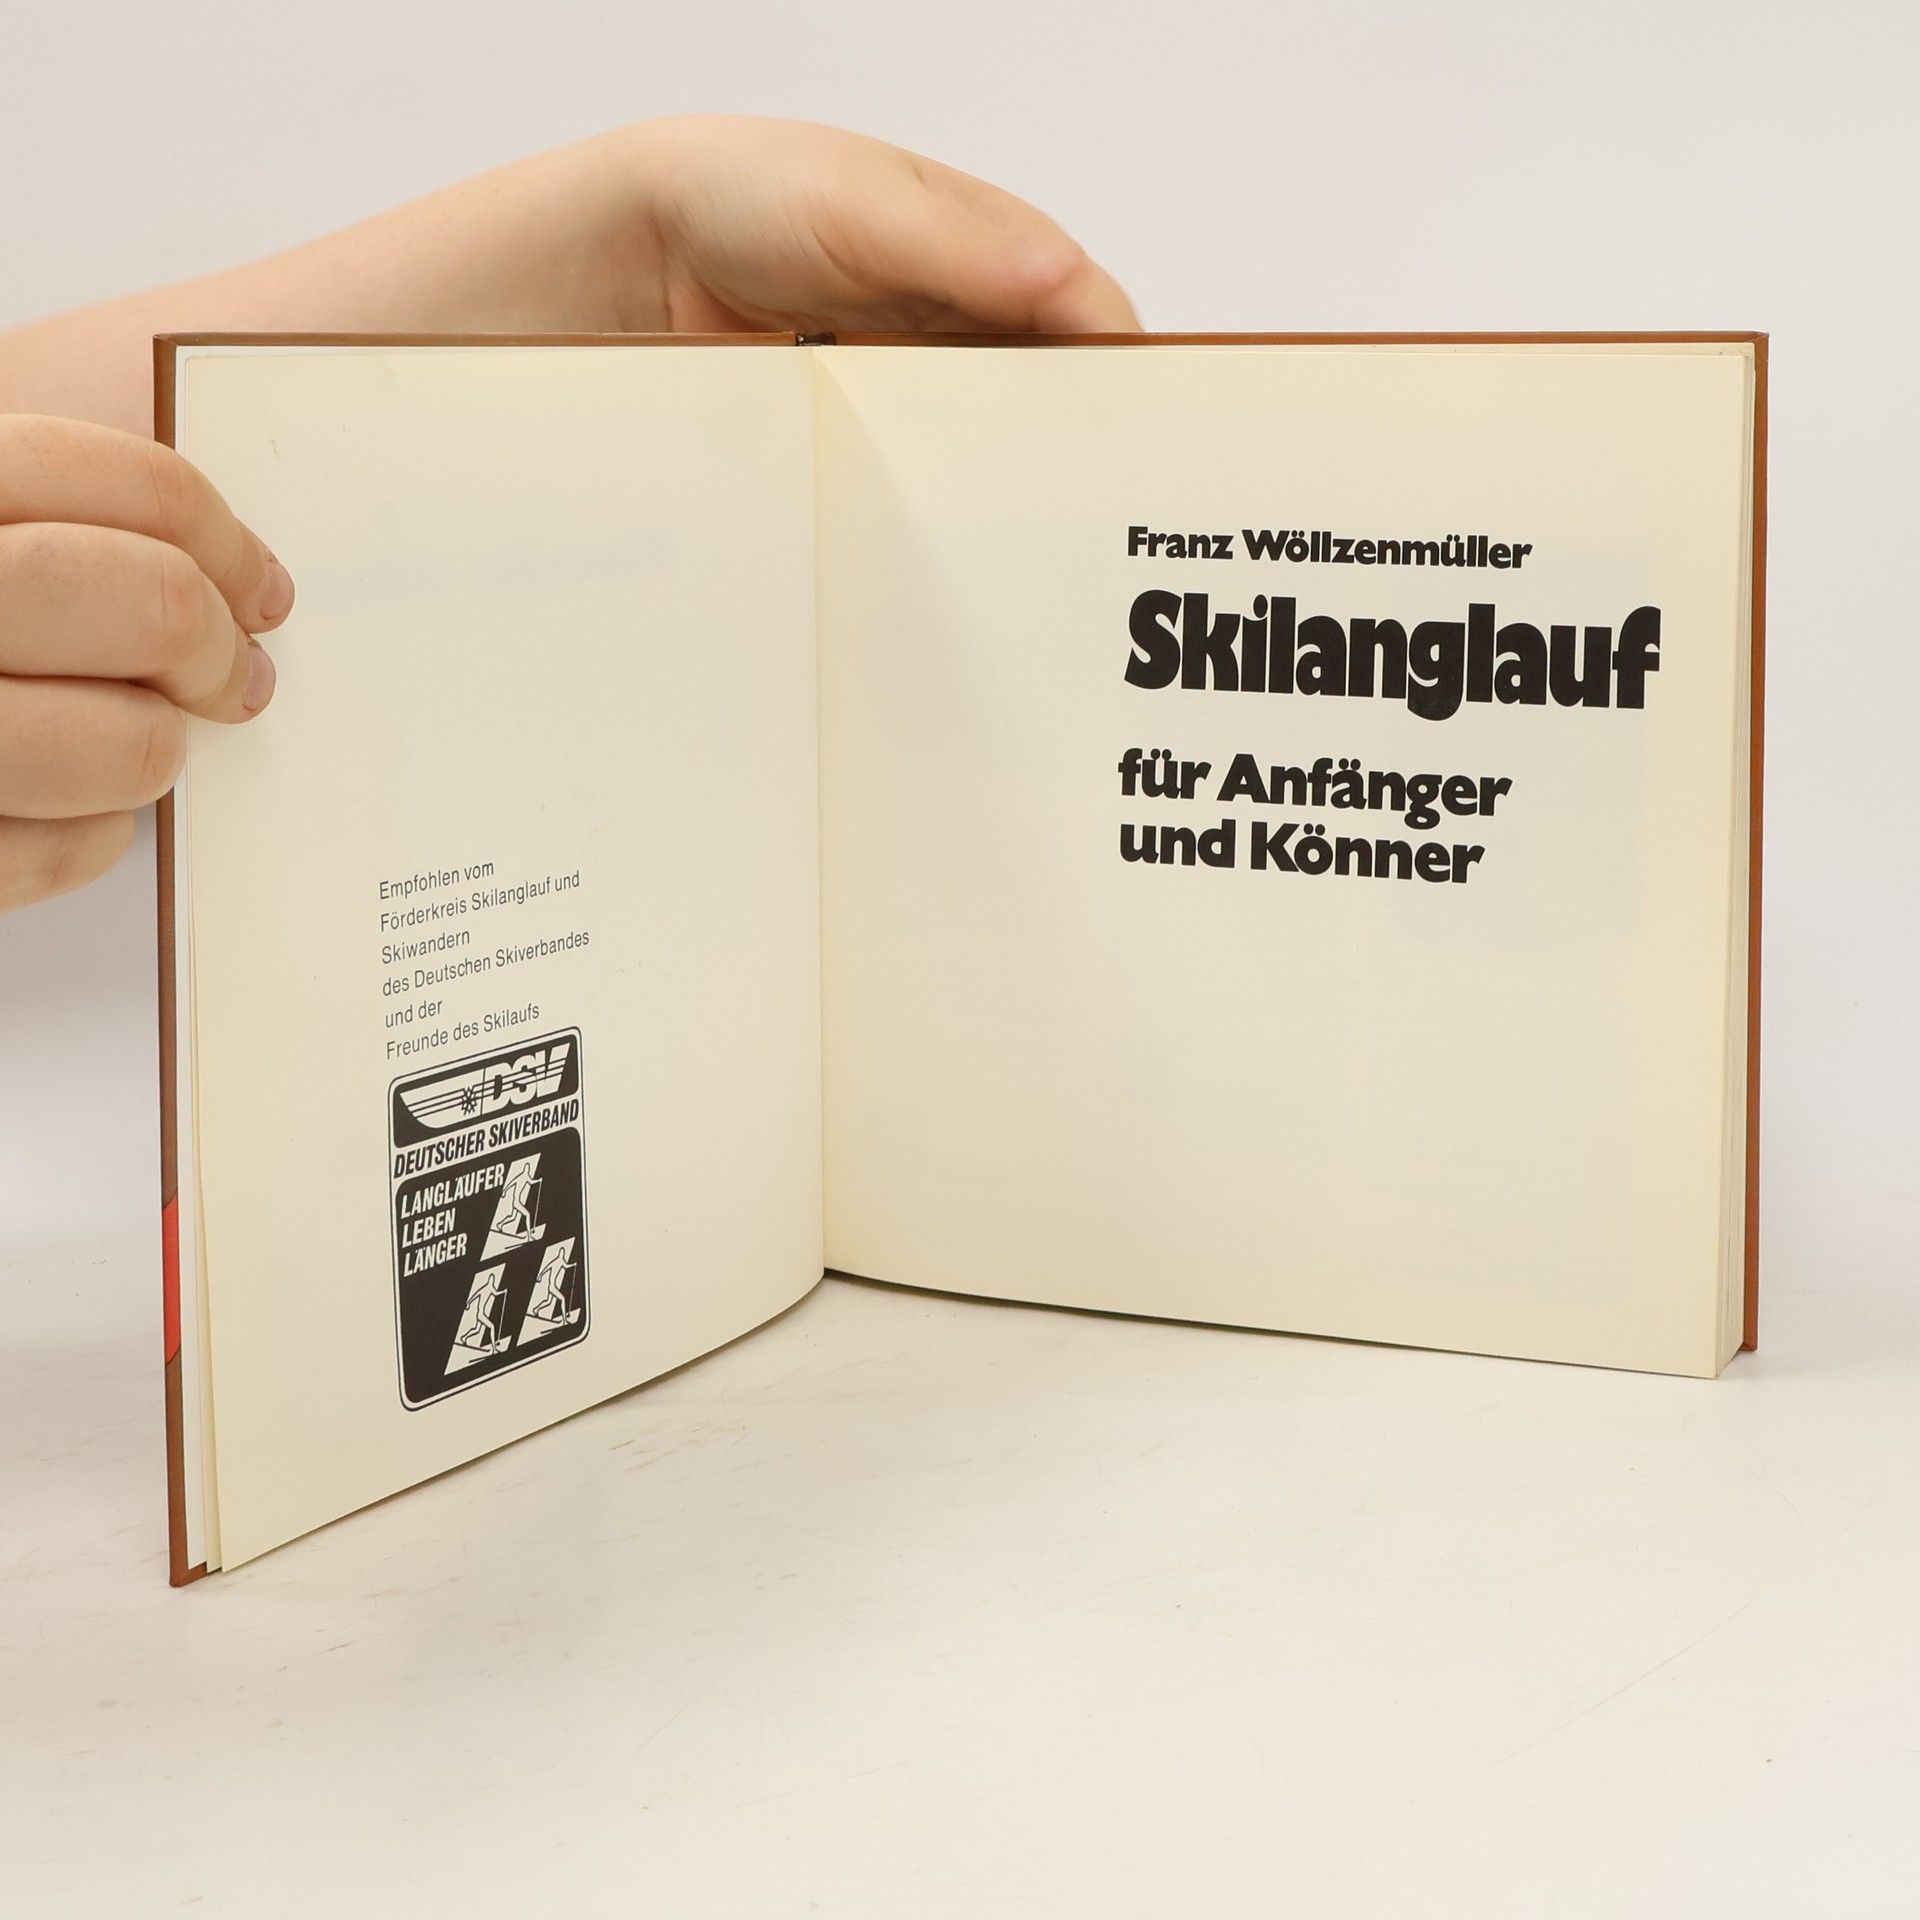 Empfohlen vom
Förderkreis Skilanglauf und
Skiwandern
des Deutschen Skiverbandes
und der
Freunde des Skilaufs
DSV
DEUTSCHER SKIVERBAND
LANGLÄUFER
LEBEN
LÄNGER
Franz Wöllzenmüller
Skilanglauf
für Anfänger
und Könner